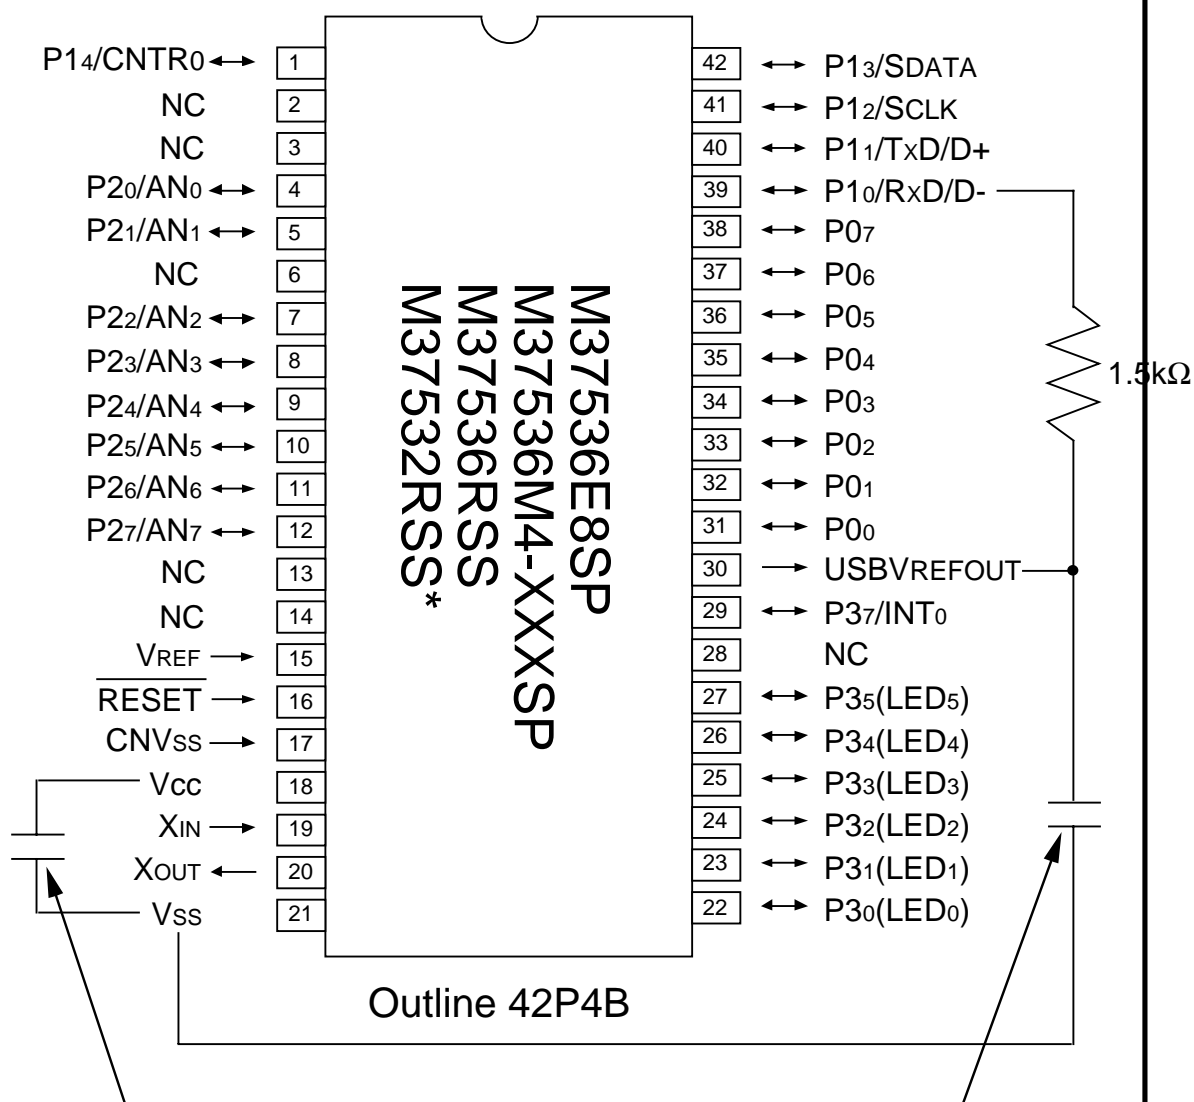 P14/CNTR0 1
NC 2
NC 3
P20/AN0 4
P21/AN1 5
NC 6
P22/AN2 7
P23/AN3 8
P24/AN4 9
P25/AN5 10
P26/AN6 11
P27/AN7 12
NC 13
NC 14
VREF 15
RESET 16
CNVSS 17
Vcc 18
XIN 19
XOUT 20
VSS 21
M37532RSS*
M37536RSS
M37536M4-XXXSP
M37536E8SP
42 P13/SDATA
41 P12/SCLK
40 P11/TxD/D+
39 P10/RxD/D-
38 P07
37 P06
36 P05
35 P04
34 P03
33 P02
32 P01
31 P00
30 USBVREFOUT
29 P37/INT0
28 NC
27 P35(LED5)
26 P34(LED4)
25 P33(LED3)
24 P32(LED2)
23 P31(LED1)
22 P30(LED0)
1.5kΩ
Outline 42P4B